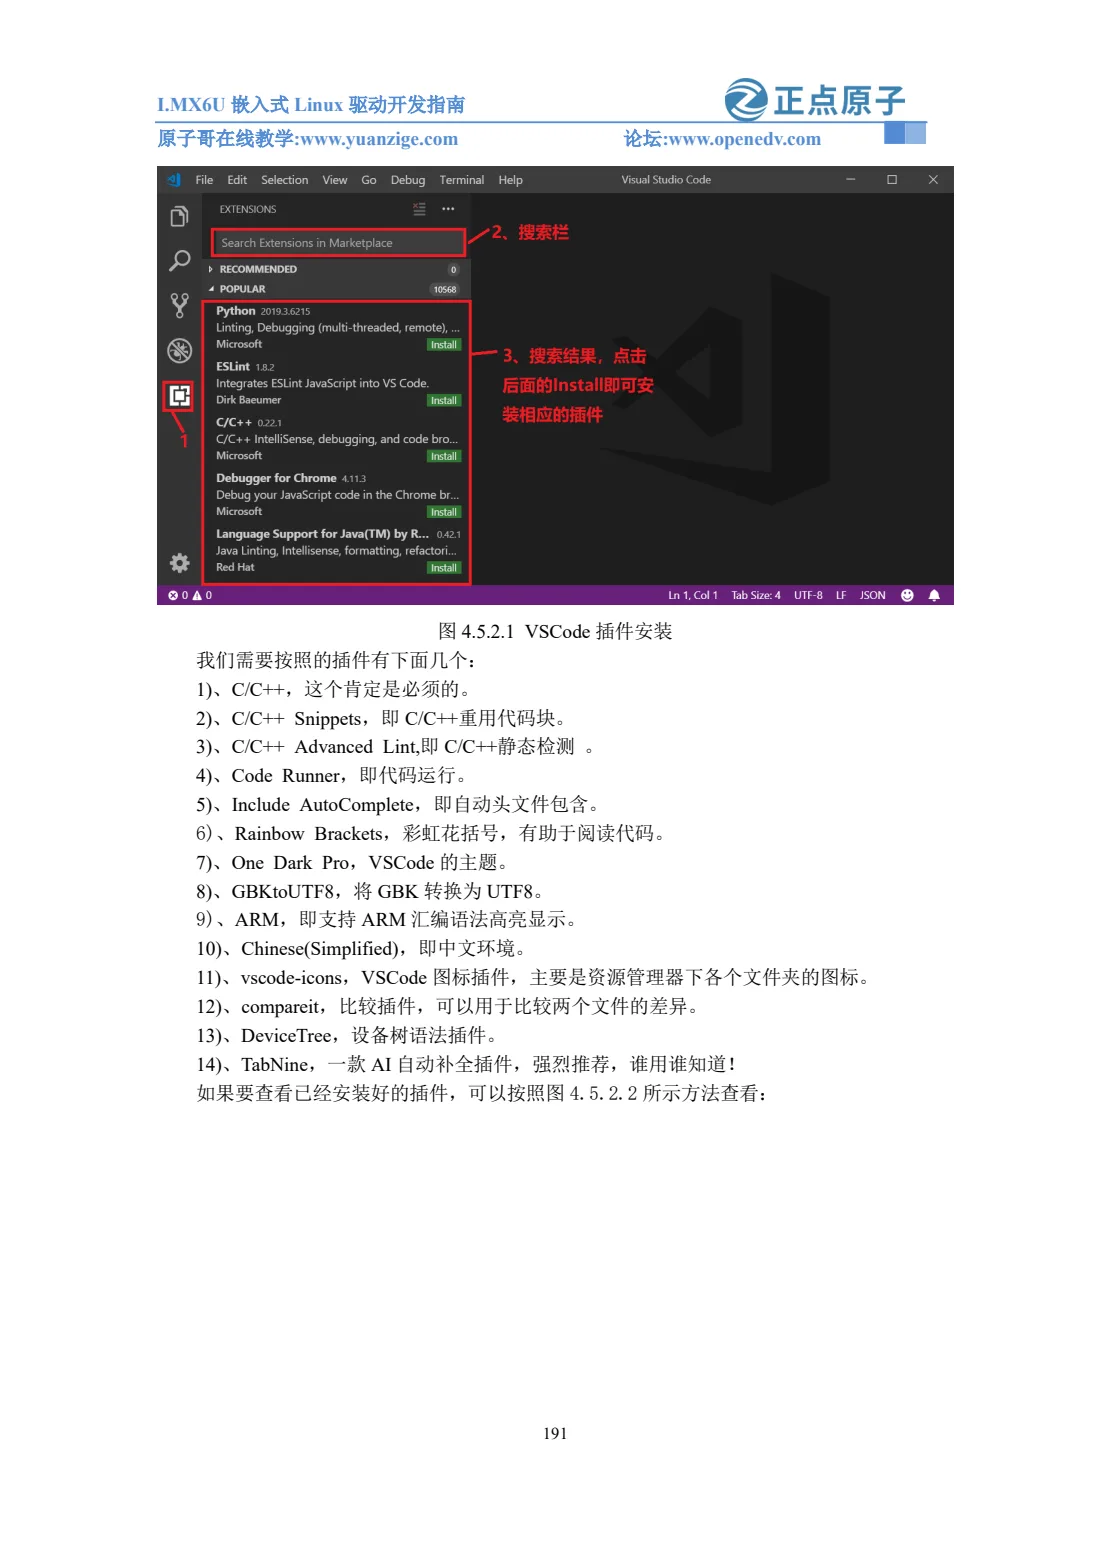 I.MX6U 嵌入式 Linux 驱动开发指南
正点原子
原子哥在线教学:www.yuanzige.com 论坛:www.openedv.com
File Edit Selection View Go Debug Terminal Help Visual Studio Code
EXTENSIONS
2、搜索栏
Search Extensions in Marketplace
RECOMMENDED 0
POPULAR 10568
Python 2019.3.6215
Linting, Debugging (multi-threaded, remote), ...
Microsoft Install
ESLint 1.8.2
Integrates ESLint JavaScript into VS Code.
Dirk Baeumer Install
C/C++ 0.22.1
C/C++ IntelliSense, debugging, and code bro...
Microsoft Install
Debugger for Chrome 4.11.3
Debug your JavaScript code in the Chrome br...
Microsoft Install
Language Support for Java(TM) by R... 0.42.1
Java Linting, Intellisense, formatting, refactori...
Red Hat Install
3、搜索结果，点击
后面的Install即可安
装相应的插件
1
0 0 Ln 1, Col 1 Tab Size: 4 UTF-8 LF JSON
图 4.5.2.1 VSCode 插件安装
我们需要按照的插件有下面几个：
1)、C/C++，这个肯定是必须的。
2)、C/C++ Snippets，即 C/C++重用代码块。
3)、C/C++ Advanced Lint,即 C/C++静态检测 。
4)、Code Runner，即代码运行。
5)、Include AutoComplete，即自动头文件包含。
6)、Rainbow Brackets，彩虹花括号，有助于阅读代码。
7)、One Dark Pro，VSCode 的主题。
8)、GBKtoUTF8，将 GBK 转换为 UTF8。
9)、ARM，即支持 ARM 汇编语法高亮显示。
10)、Chinese(Simplified)，即中文环境。
11)、vscode-icons，VSCode 图标插件，主要是资源管理器下各个文件夹的图标。
12)、compareit，比较插件，可以用于比较两个文件的差异。
13)、DeviceTree，设备树语法插件。
14)、TabNine，一款 AI 自动补全插件，强烈推荐，谁用谁知道！
如果要查看已经安装好的插件，可以按照图 4.5.2.2 所示方法查看：
191